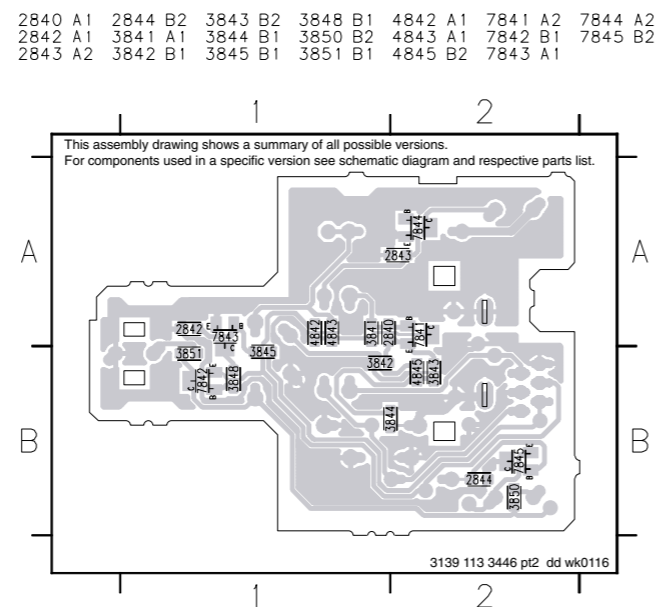 2840 A1 2844 B2 3843 B2 3848 B1 4842 A1 7841 A2 7844 A2
2842 A1 3841 A1 3844 B1 3850 B2 4843 A1 7842 B1 7845 B2
2843 A2 3842 B1 3845 B1 3851 B1 4845 B2 7843 A1
1 2
This assembly drawing shows a summary of all possible versions.
For components used in a specific version see schematic diagram and respective parts list.
B
7844
C
E
2843
A A
2842 E 7843 B C
4842 4843 3841 2840 B 7841 C E
3851 3845 3842
C 7842 E B 3848
4845 3843
3844
B B
C 7845 E B
2844 3850
3139 113 3446 pt2 dd wk0116
1 2